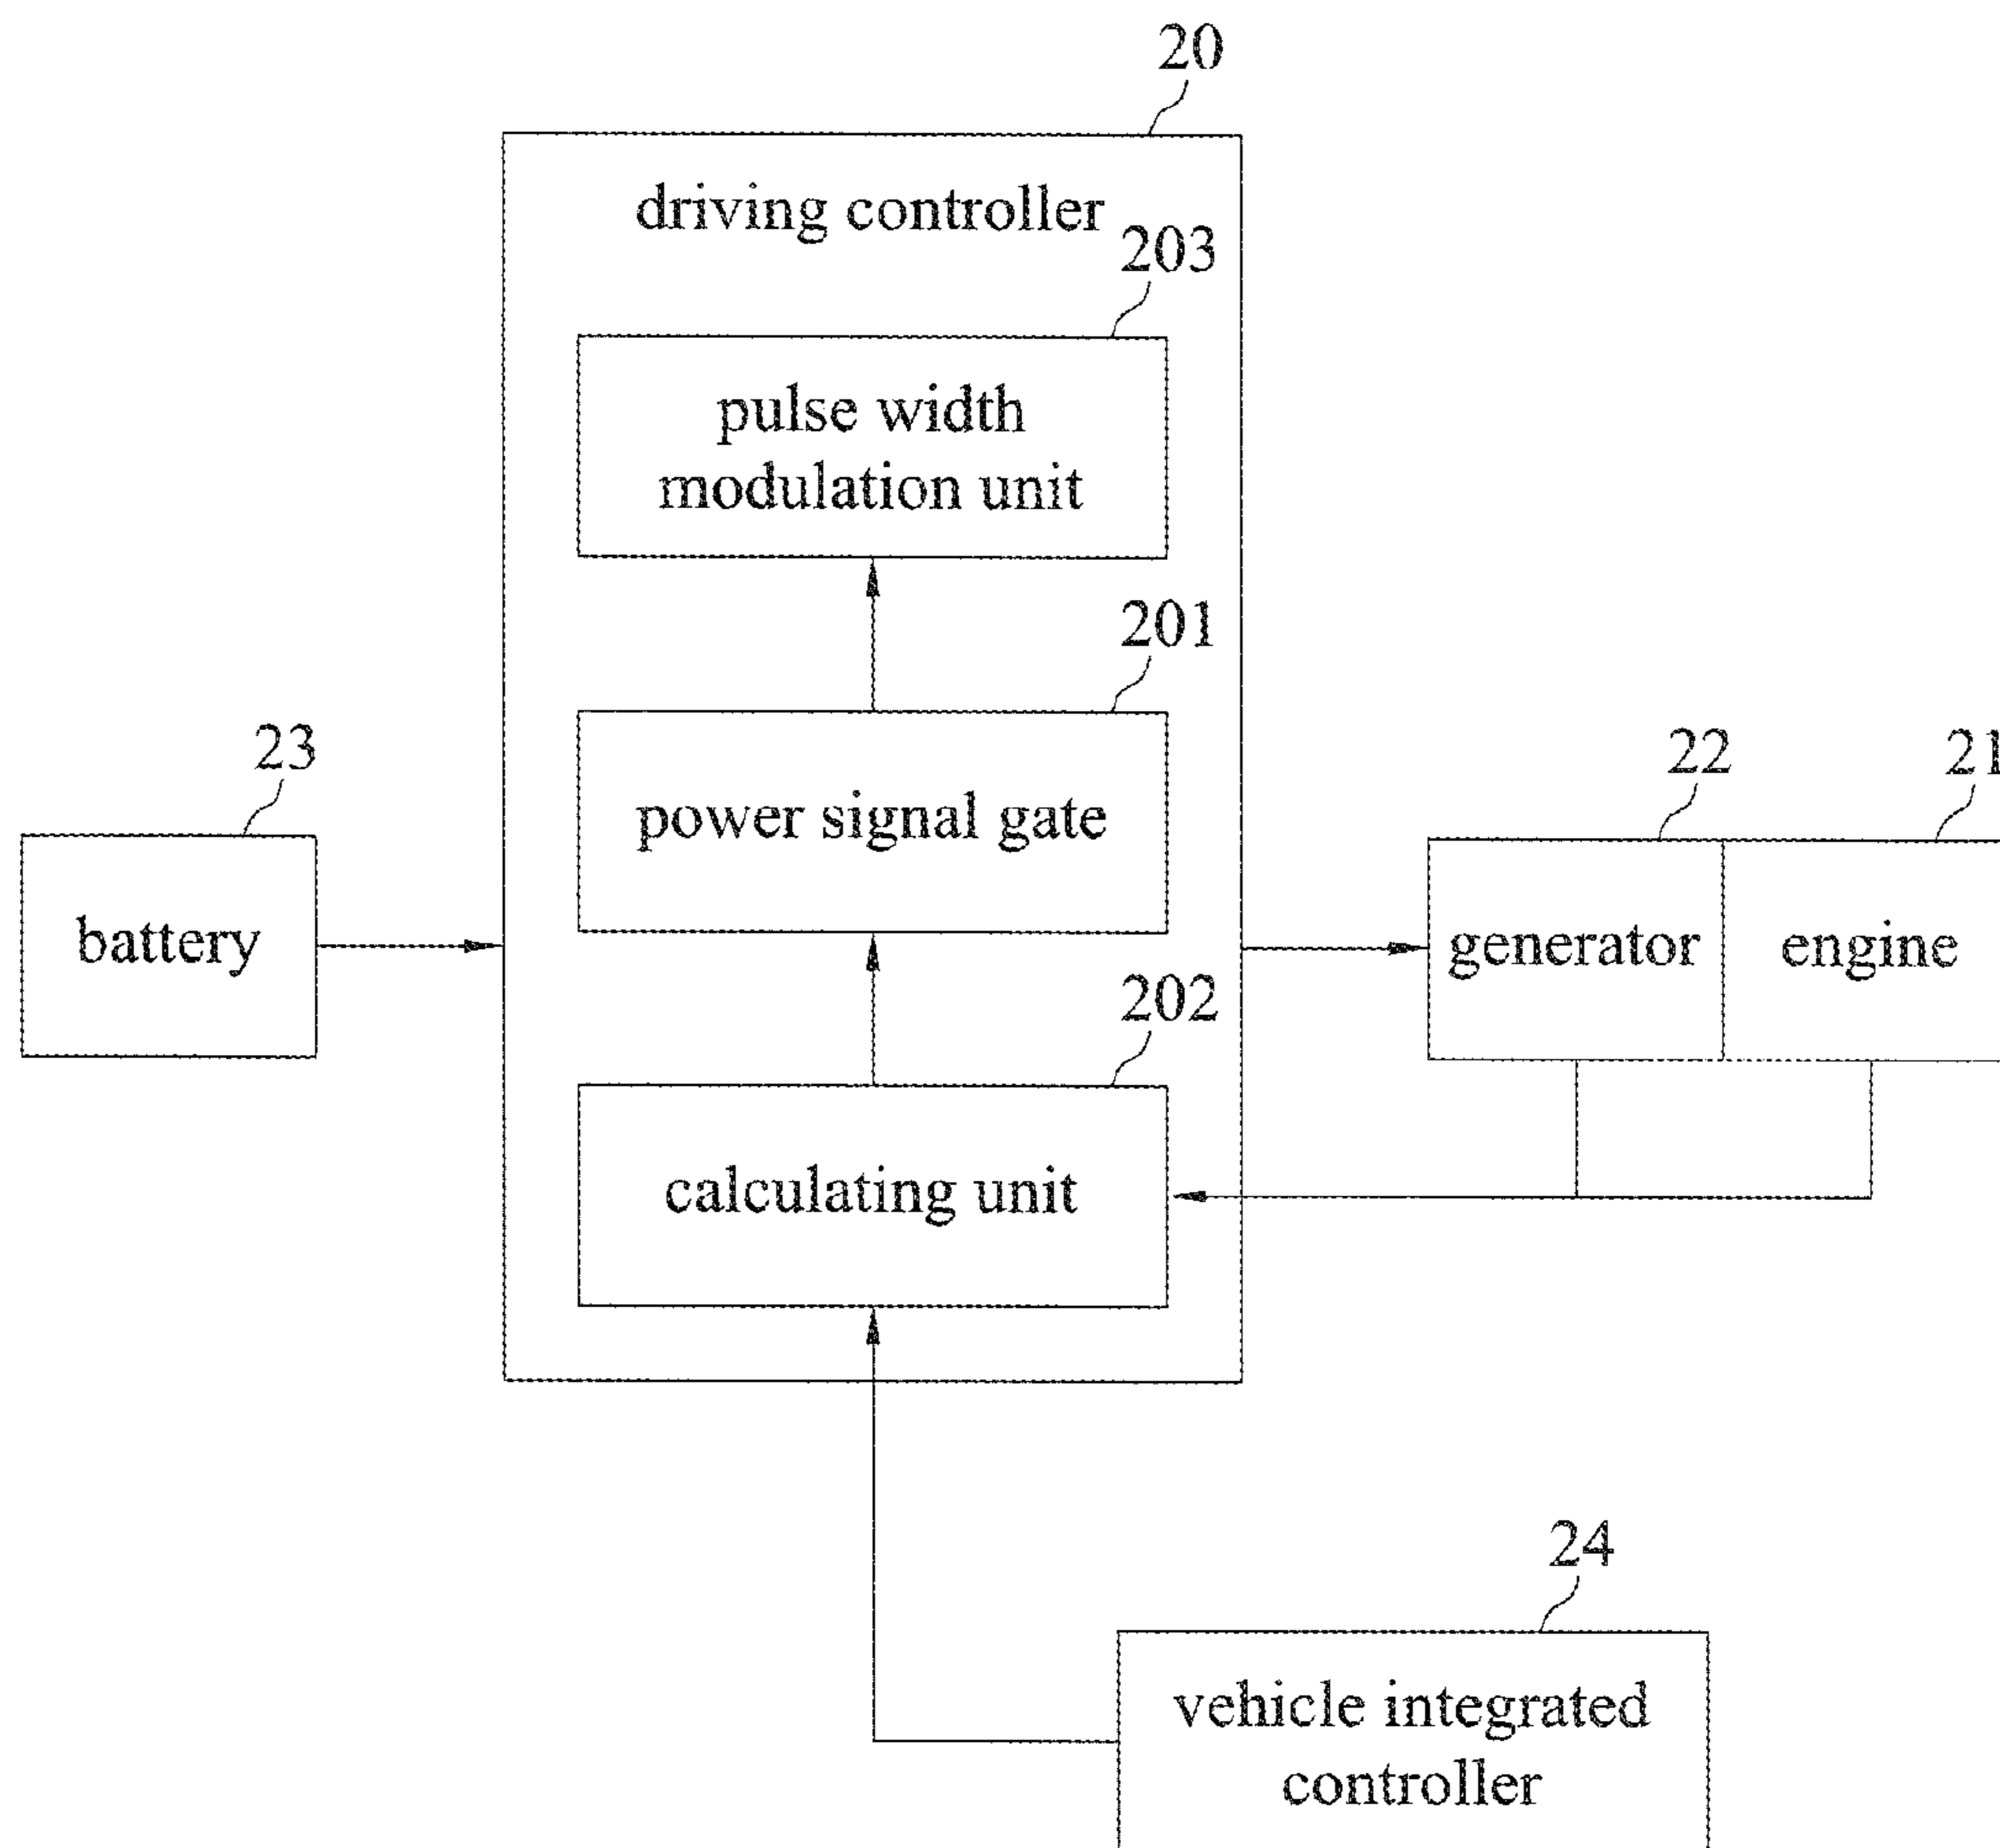 20
driving controller
203
pulse width
modulation unit
201
power signal gate
23
battery
22
generator
21
engine
202
calculating unit
24
vehicle integrated
controller